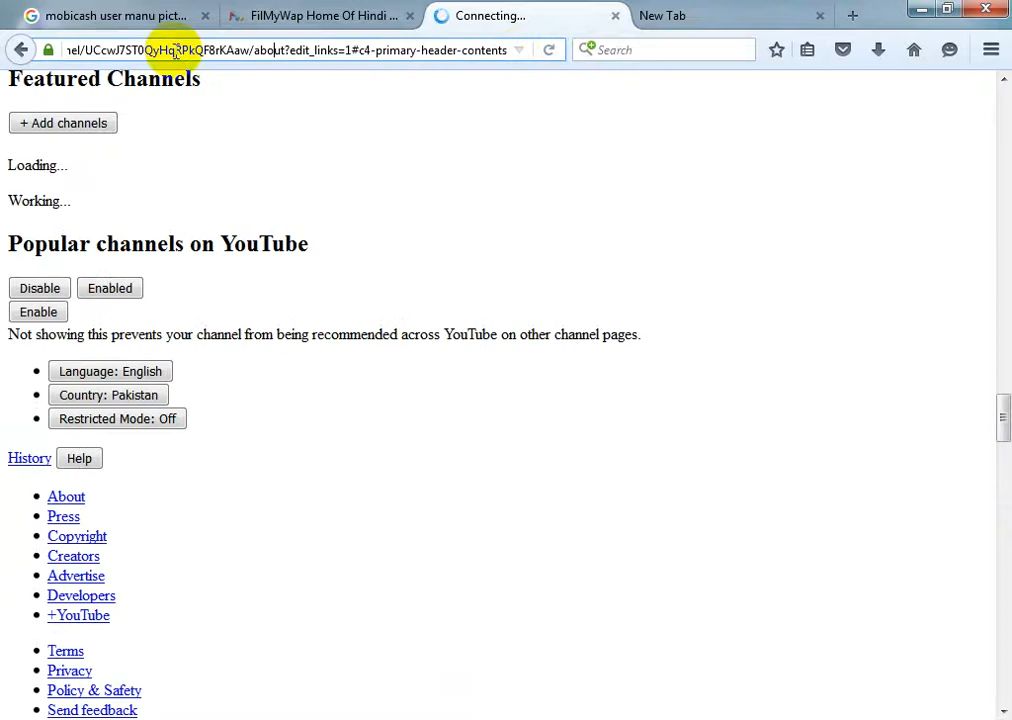 mobicash user manu pict...
FilMyWap Home Of Hindi ...
Connecting...
New Tab
nel/UCcwJ7ST0QyHqRPkQF8rKAaw/about?edit_links=1#c4-primary-header-contents
Search
Featured Channels
+ Add channels
Loading...
Working...
Popular channels on YouTube
Disable Enabled
Enable
Not showing this prevents your channel from being recommended across YouTube on other channel pages.
Language: English
Country: Pakistan
Restricted Mode: Off
History Help
About
Press
Copyright
Creators
Advertise
Developers
+YouTube
Terms
Privacy
Policy & Safety
Send feedback